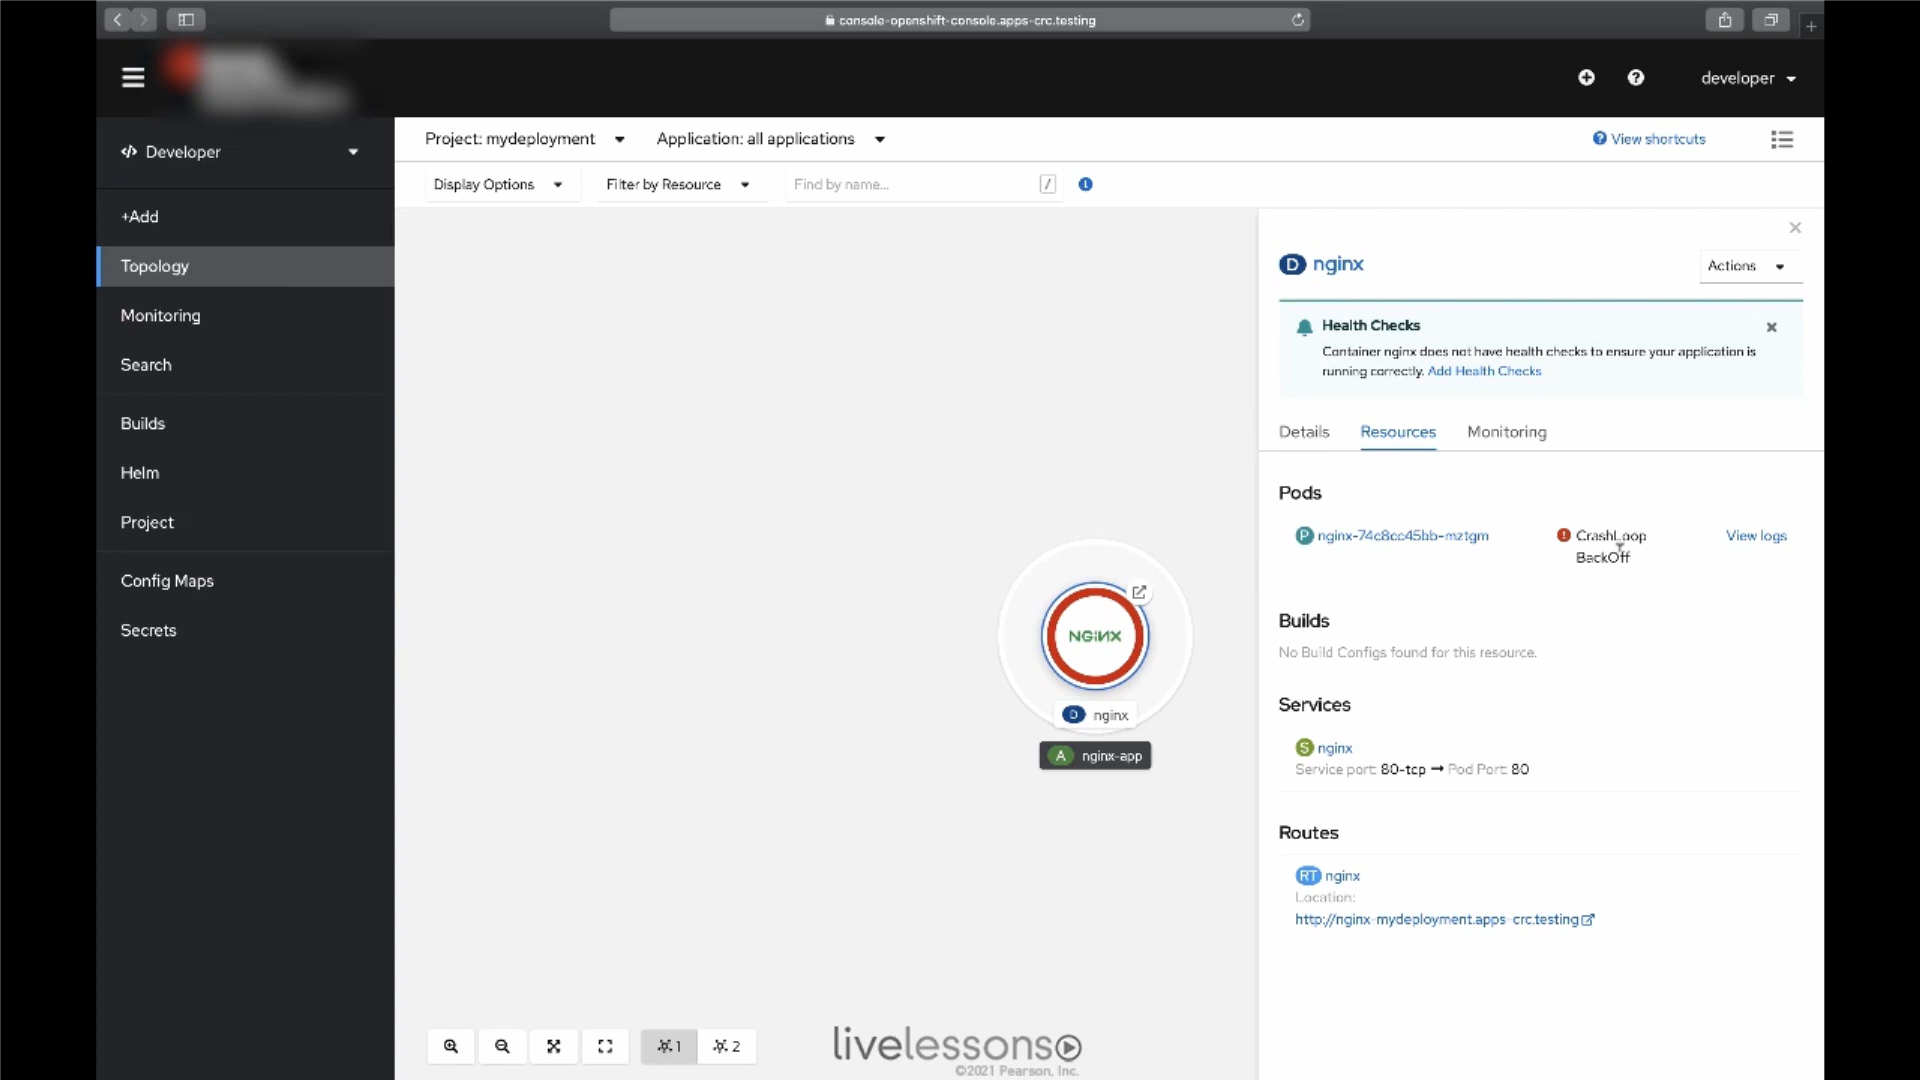 console-openshift-console.apps-crc.testing
developer
Developer
Project: mydeployment
Application: all applications
View shortcuts
Display Options
Filter by Resource
Find by name...
/
+Add
Topology
Monitoring
Search
Builds
Helm
Project
Config Maps
Secrets
D nginx
Actions
Health Checks
Container nginx does not have health checks to ensure your application is
running correctly. Add Health Checks
Details
Resources
Monitoring
Pods
P nginx-74c8cc45bb-mztgm
CrashLoop
BackOff
View logs
Builds
No Build Configs found for this resource.
Services
S nginx
Service port: 80-tcp → Pod Port: 80
Routes
RT nginx
Location:
http://nginx-mydeployment.apps-crc.testing
NGINX
D nginx
A nginx-app
1
2
livelessons
©2021 Pearson, Inc.